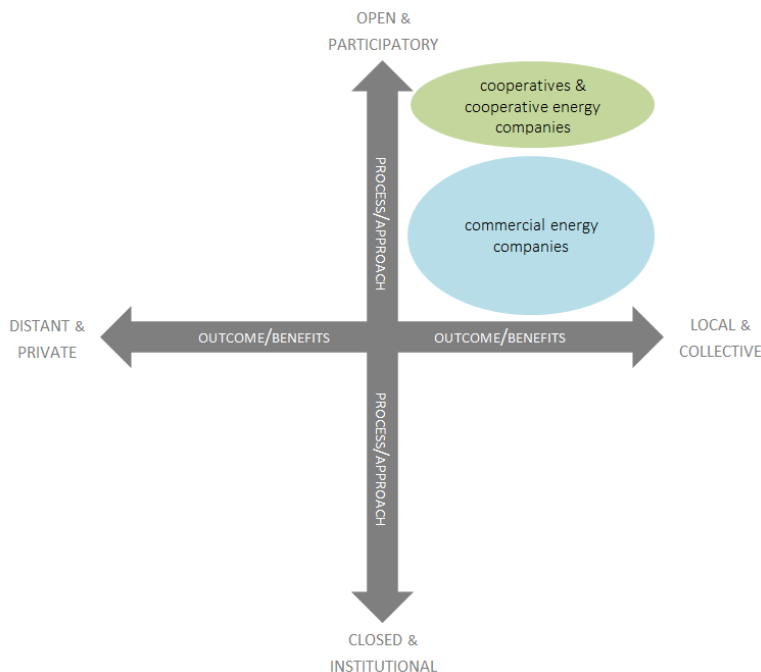 OPEN &
PARTICIPATORY
cooperatives &
cooperative energy
companies
PROCESS/APPROACH
commercial energy
companies
DISTANT &
PRIVATE
OUTCOME/BENEFITS
OUTCOME/BENEFITS
LOCAL &
COLLECTIVE
PROCESS/APPROACH
CLOSED &
INSTITUTIONAL